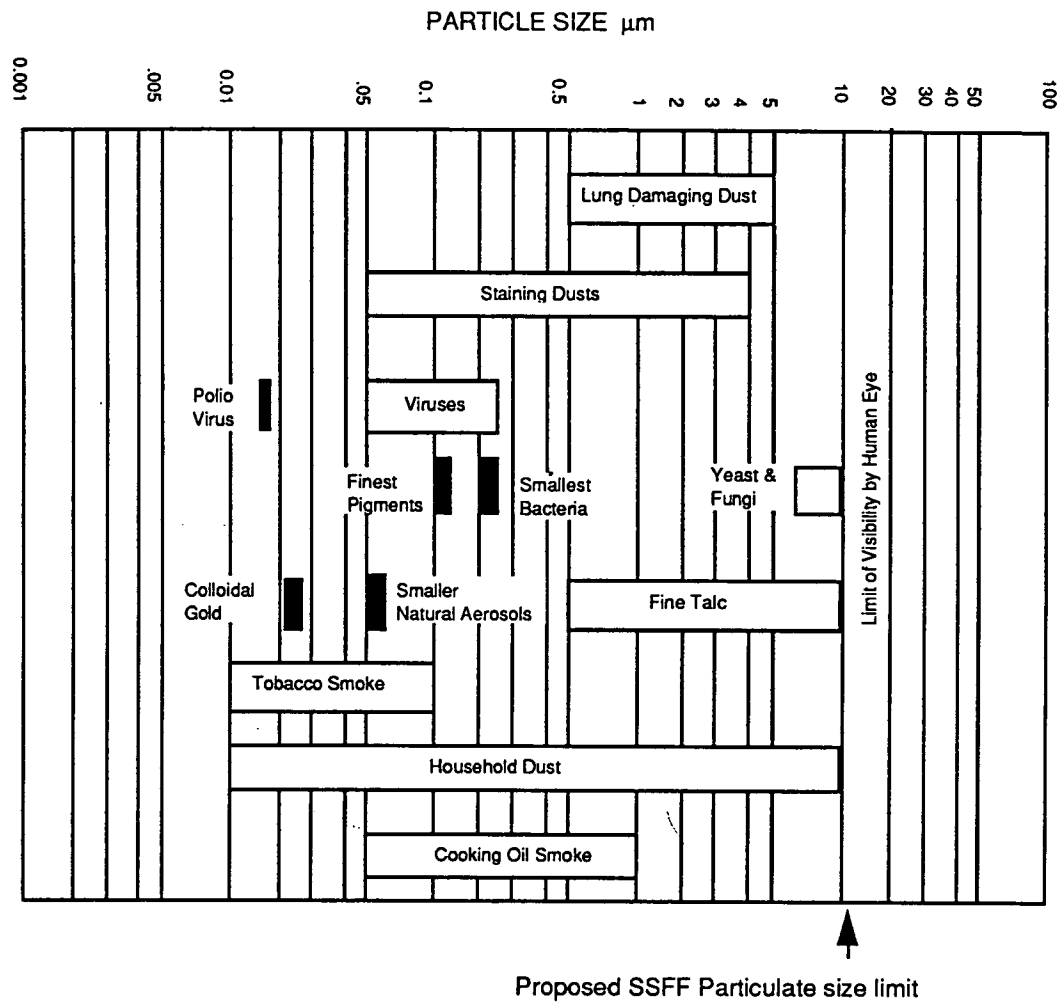 PARTICLE SIZE µm
0.001 .005 0.01 .05 0.1 0.5 1 2 3 4 5 10 20 30 40 50 100
Lung Damaging Dust
Staining Dusts
Polio
Virus
Viruses
Finest
Pigments
Smallest
Bacteria
Yeast &
Fungi
Limit of Visibility by Human Eye
Colloidal
Gold
Smaller
Natural Aerosols
Fine Talc
Tobacco Smoke
Household Dust
Cooking Oil Smoke
Proposed SSFF Particulate size limit